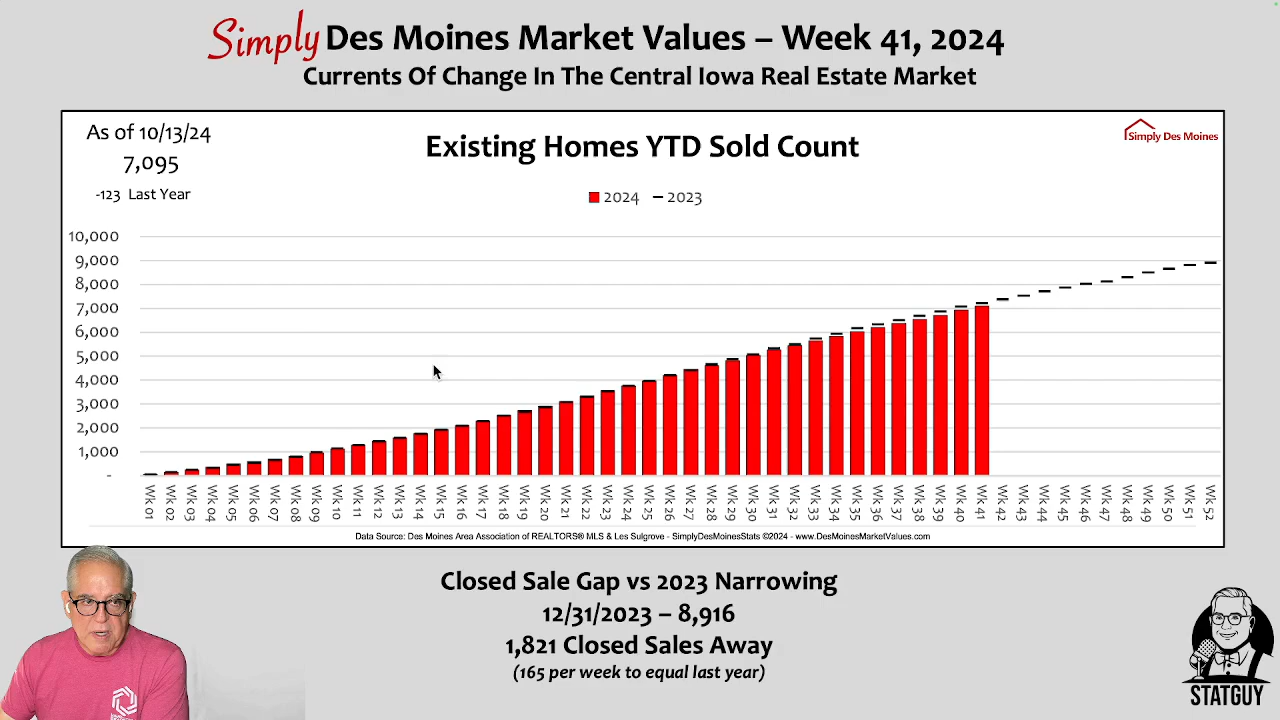 Simply Des Moines Market Values – Week 41, 2024
Currents Of Change In The Central Iowa Real Estate Market
As of 10/13/24
7,095
-123 Last Year
Existing Homes YTD Sold Count
Simply Des Moines
2024 2023
10,000
9,000
8,000
7,000
6,000
5,000
4,000
3,000
2,000
1,000
-
Wk 01 Wk 02 Wk 03 Wk 04 Wk 05 Wk 06 Wk 07 Wk 08 Wk 09 Wk 10 Wk 11 Wk 12 Wk 13 Wk 14 Wk 15 Wk 16 Wk 17 Wk 18 Wk 19 Wk 20 Wk 21 Wk 22 Wk 23 Wk 24 Wk 25 Wk 26 Wk 27 Wk 28 Wk 29 Wk 30 Wk 31 Wk 32 Wk 33 Wk 34 Wk 35 Wk 36 Wk 37 Wk 38 Wk 39 Wk 40 Wk 41 Wk 42 Wk 43 Wk 44 Wk 45 Wk 46 Wk 47 Wk 48 Wk 49 Wk 50 Wk 51 Wk 52
Data Source: Des Moines Area Association of REALTORS® MLS & Les Sulgrove - SimplyDesMoinesStats ©2024 - www.DesMoinesMarketValues.com
Closed Sale Gap vs 2023 Narrowing
12/31/2023 – 8,916
1,821 Closed Sales Away
(165 per week to equal last year)
STATGUY